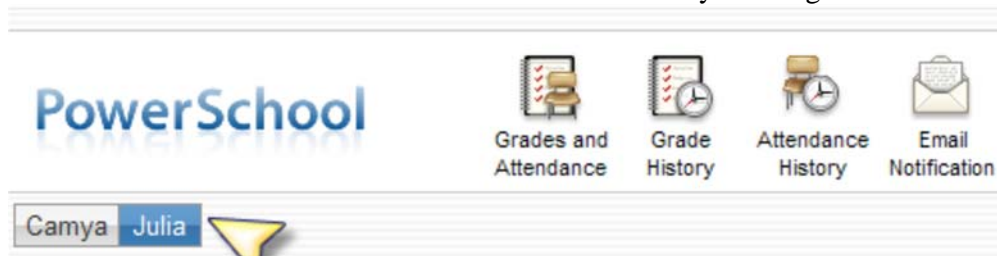 PowerSchool
Grades and
Attendance
Grade
History
Attendance
History
Email
Notification
Camya Julia